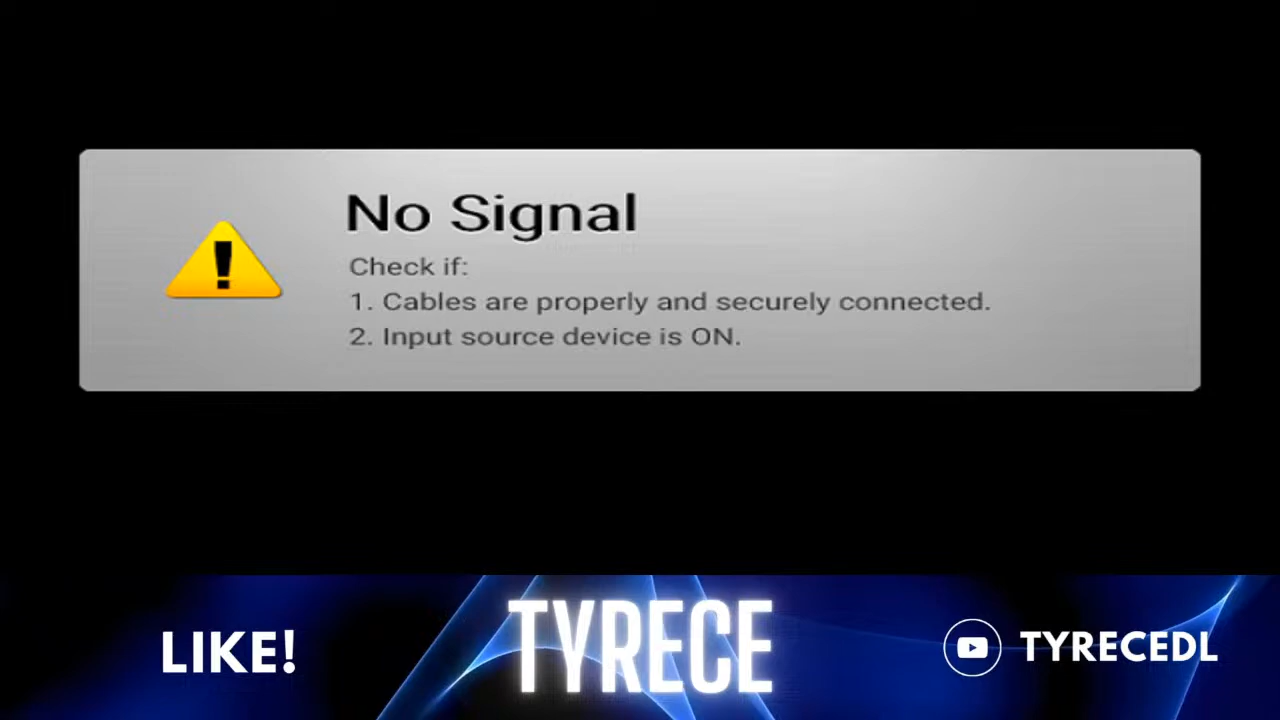 No Signal
Check if:
1. Cables are properly and securely connected.
2. Input source device is ON.
LIKE!
TYRECE
TYRECEDL